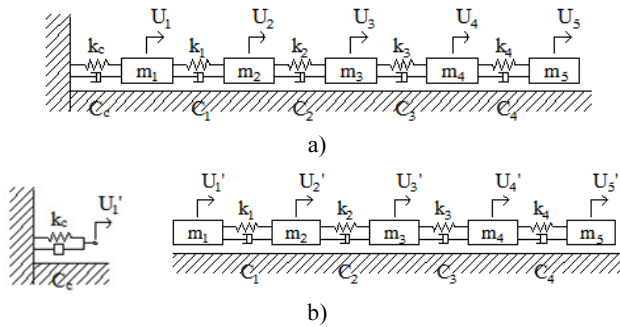 U1 U2 U3 U4 U5
kc k1 k2 k3 k4
m1 m2 m3 m4 m5
Cc C1 C2 C3 C4
a)
U1' U1' U2' U3' U4' U5'
kc k1 k2 k3 k4
m1 m2 m3 m4 m5
Cc C1 C2 C3 C4
b)